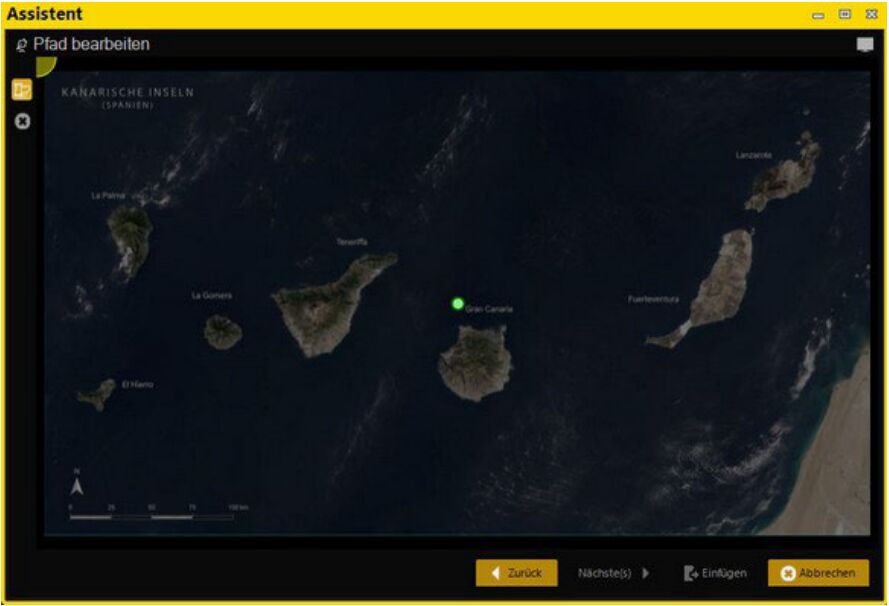 Assistent
Pfad bearbeiten
KANARISCHE INSELN
(SPANIEN)
Lanzarote
La Palma
Teneriffa
La Gomera
Fuerteventura
Gran Canaria
El Hierro
N
0 25 50 75 100 km
Zurück Nächste(s) Einfügen Abbrechen